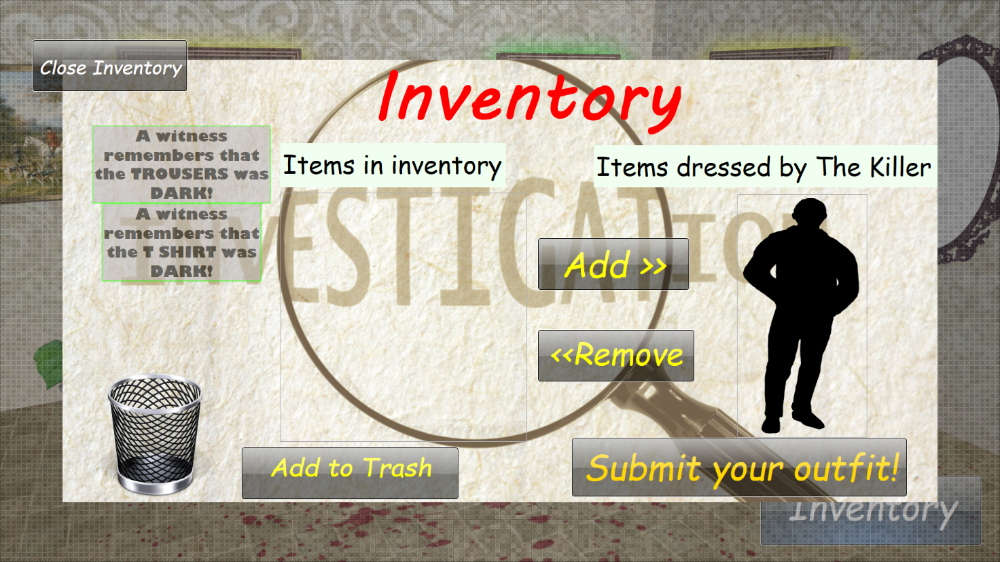 Close Inventory
Inventory
A witness
remembers that
the TROUSERS was
DARK!
A witness
remembers that
the T SHIRT was
DARK!
Items in inventory
Items dressed by The Killer
INVESTIGATION
Add >>
<<Remove
Add to Trash
Submit your outfit!
Inventory